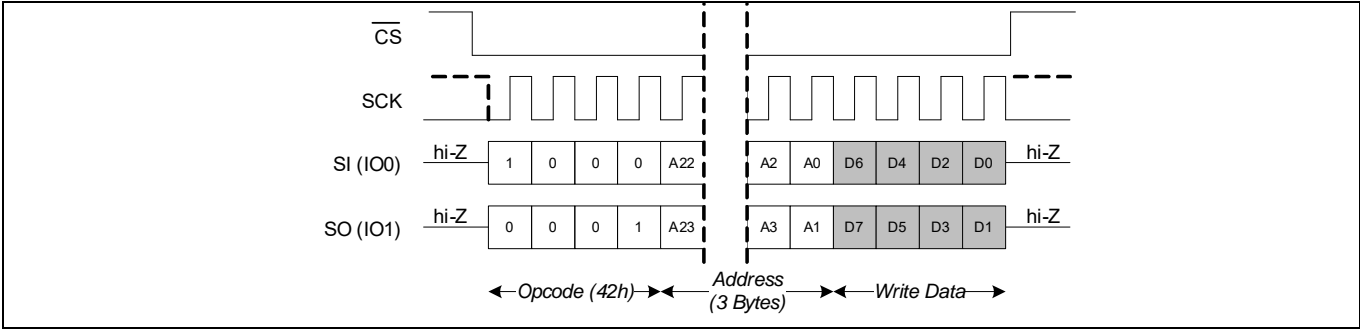 CS
SCK
SI (IO0) hi-Z 1 0 0 0 A22 A2 A0 D6 D4 D2 D0 hi-Z
SO (IO1) hi-Z 0 0 0 1 A23 A3 A1 D7 D5 D3 D1 hi-Z
Opcode (42h) Address (3 Bytes) Write Data